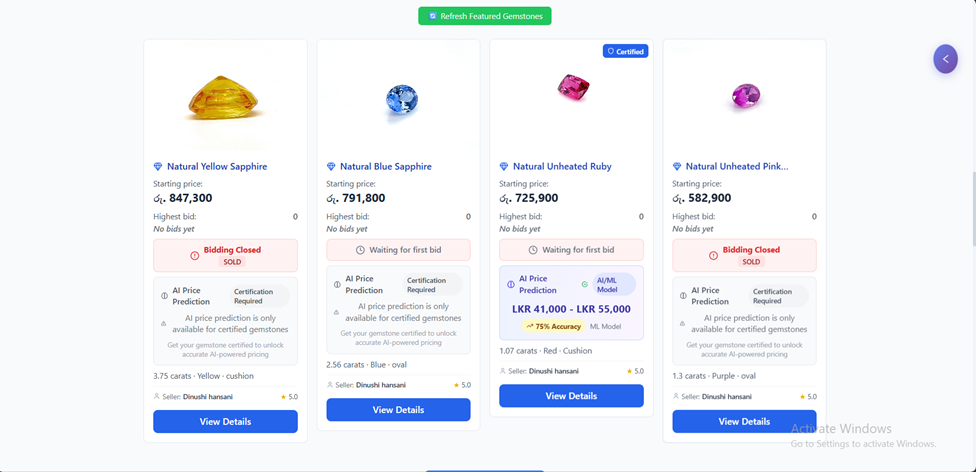 Refresh Featured Gemstones
Certified
Natural Yellow Sapphire
Starting price:
රු. 847,300
Highest bid: 0
No bids yet
Bidding Closed
SOLD
AI Price Prediction
Certification Required
AI price prediction is only
available for certified gemstones
Get your gemstone certified to unlock
accurate AI-powered pricing
3.75 carats · Yellow · cushion
Seller: Dinushi hansani ★ 5.0
View Details
Natural Blue Sapphire
Starting price:
රු. 791,800
Highest bid: 0
No bids yet
Waiting for first bid
AI Price Prediction
Certification Required
AI price prediction is only
available for certified gemstones
Get your gemstone certified to unlock
accurate AI-powered pricing
2.56 carats · Blue · oval
Seller: Dinushi hansani ★ 5.0
View Details
Natural Unheated Ruby
Starting price:
රු. 725,900
Highest bid: 0
No bids yet
Waiting for first bid
AI Price Prediction
AI/ML Model
LKR 41,000 - LKR 55,000
75% Accuracy ML Model
1.07 carats · Red · Cushion
Seller: Dinushi hansani ★ 5.0
View Details
Natural Unheated Pink...
Starting price:
රු. 582,900
Highest bid: 0
No bids yet
Bidding Closed
SOLD
AI Price Prediction
Certification Required
AI price prediction is only
available for certified gemstones
Get your gemstone certified to unlock
accurate AI-powered pricing
1.3 carats · Purple · oval
Seller: Dinushi hansani ★ 5.0
View Details
Activate Windows
Go to Settings to activate Windows.